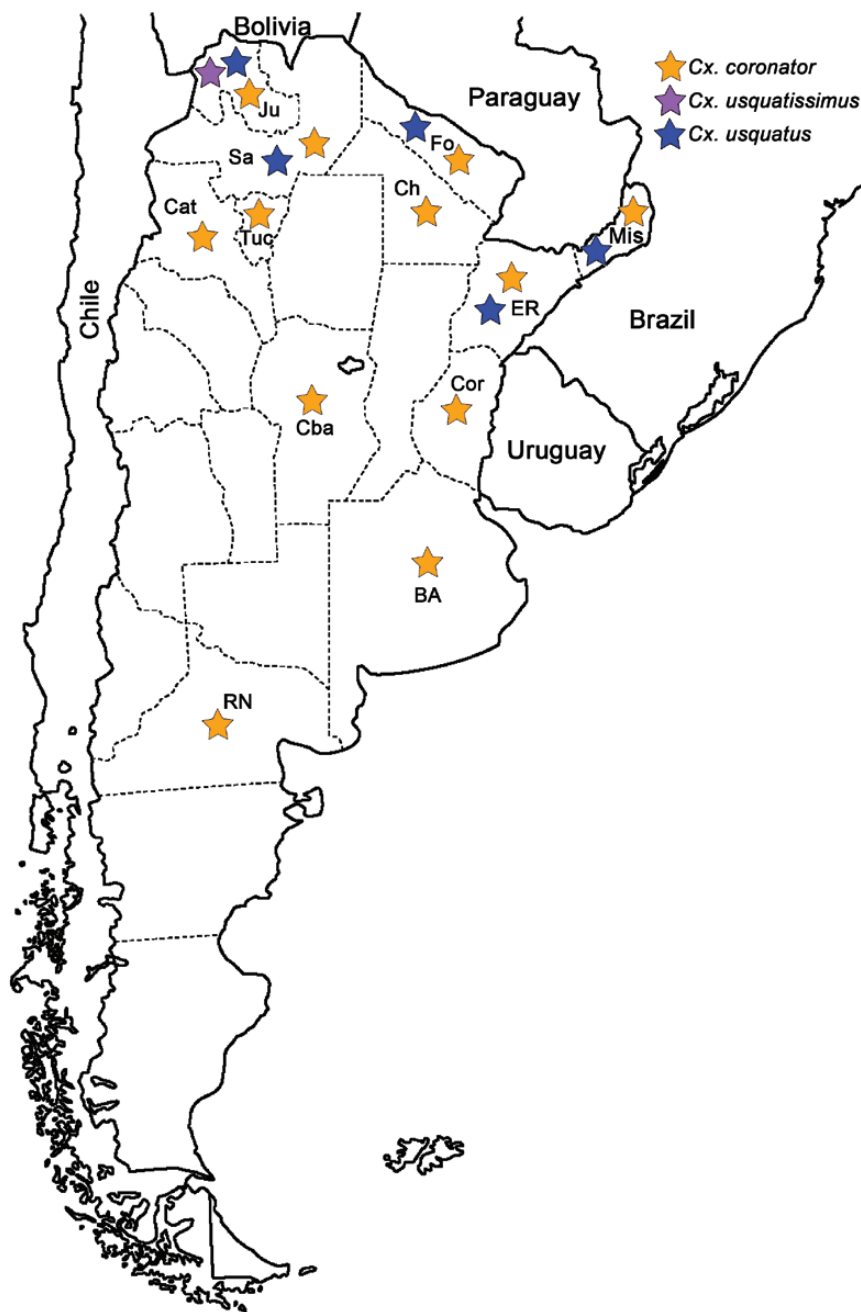 Bolivia
Cx. coronator
Cx. usquatissimus
Cx. usquatus
Paraguay
Ju
Fo
Sa
Ch
Cat
Tuc
Mis
Chile
ER
Brazil
Cor
Cba
Uruguay
BA
RN